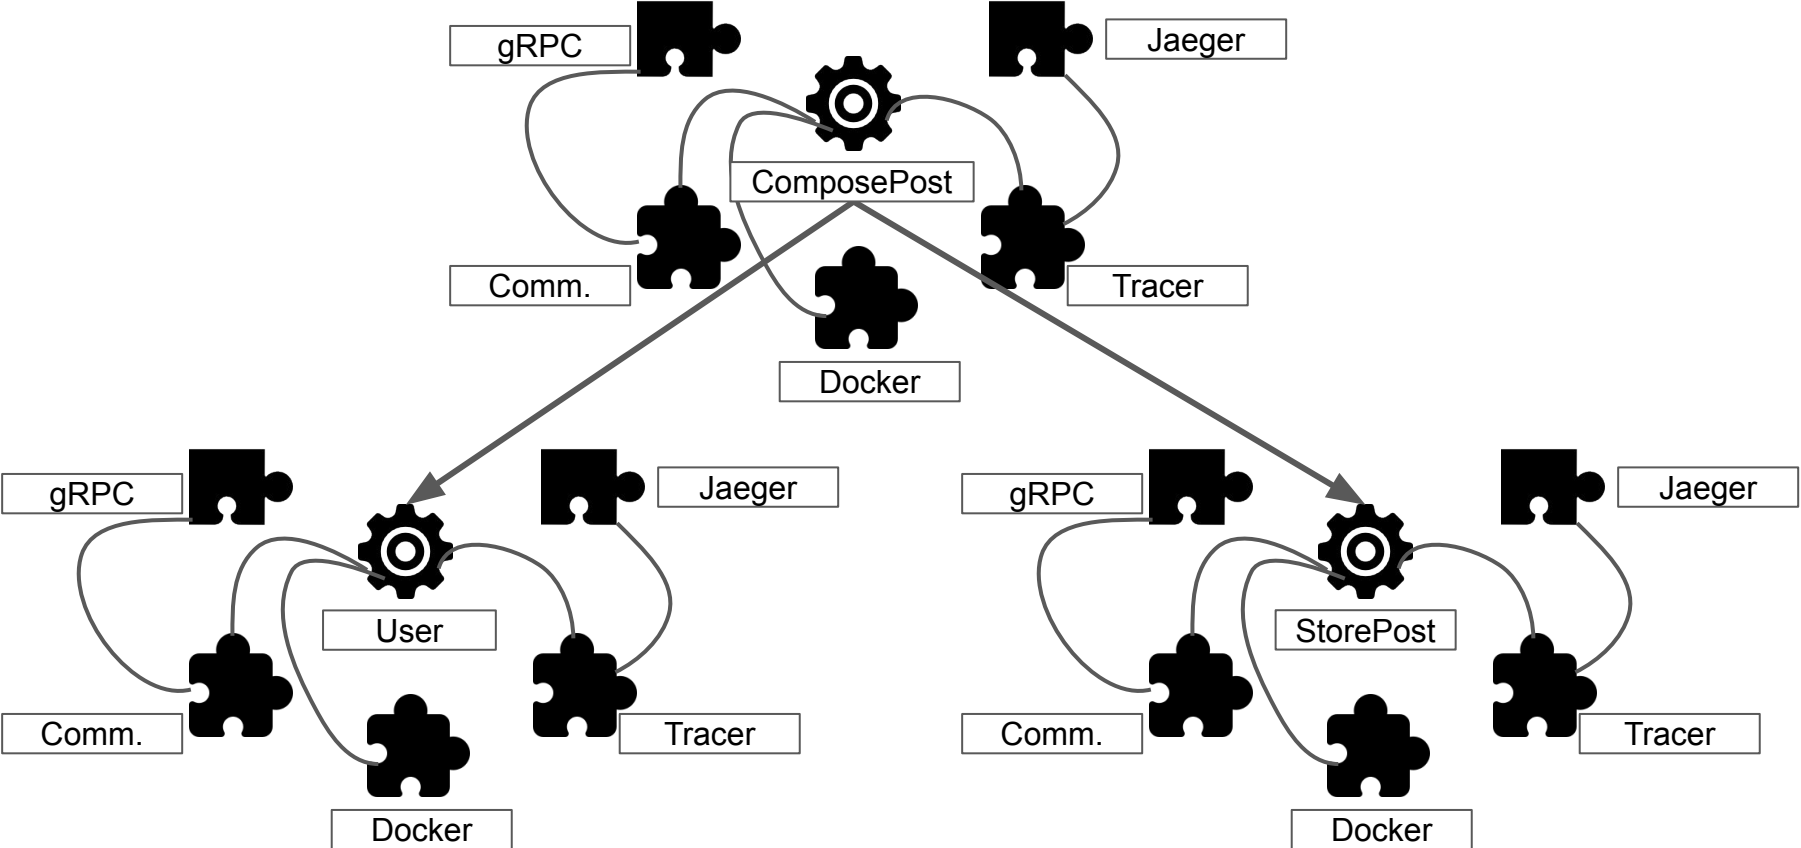 gRPC
Jaeger
ComposePost
Comm.
Tracer
Docker
gRPC
Jaeger
gRPC
Jaeger
User
StorePost
Comm.
Tracer
Comm.
Tracer
Docker
Docker